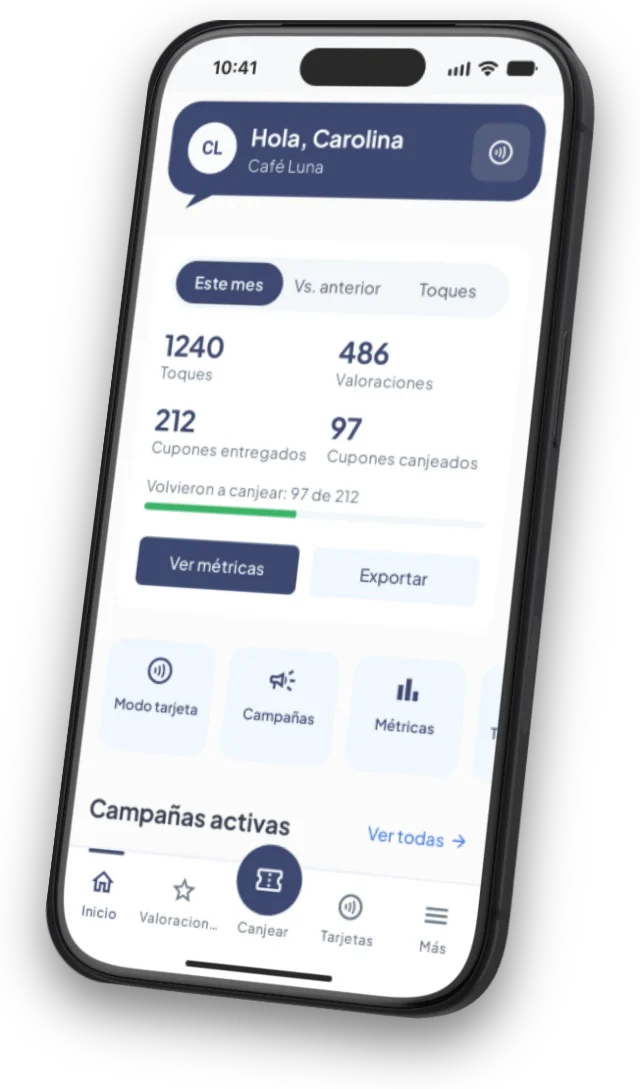 10:41
CL
Hola, Carolina
Café Luna
Este mes
Vs. anterior
Toques
1240
Toques
486
Valoraciones
212
Cupones entregados
97
Cupones canjeados
Volvieron a canjear: 97 de 212
Ver métricas
Exportar
Modo tarjeta
Campañas
Métricas
T
Campañas activas
Ver todas →
Inicio
Valoracion...
Canjear
Tarjetas
Más